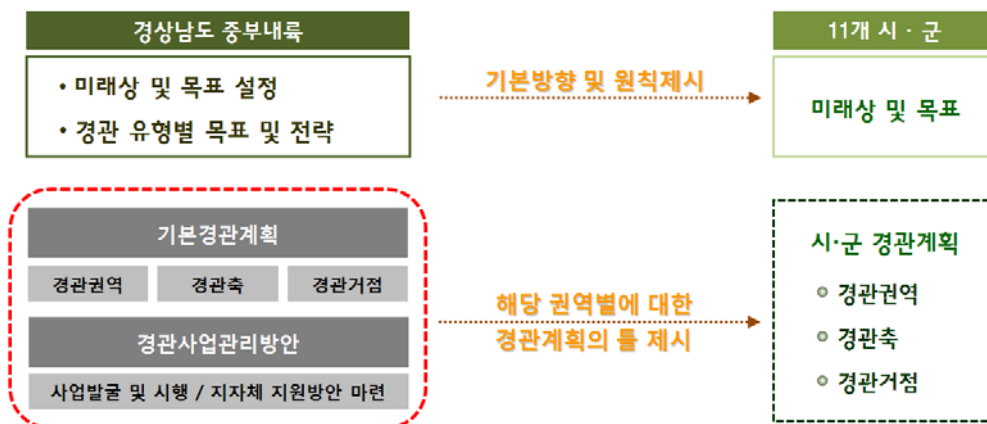 경상남도 중부내륙
• 미래상 및 목표 설정
• 경관 유형별 목표 및 전략
기본방향 및 원칙제시
11개 시 · 군
미래상 및 목표
기본경관계획
경관권역
경관축
경관거점
경관사업관리방안
사업발굴 및 시행 / 지자체 지원방안 마련
해당 권역별에 대한
경관계획의 틀 제시
시·군 경관계획
경관권역
경관축
경관거점